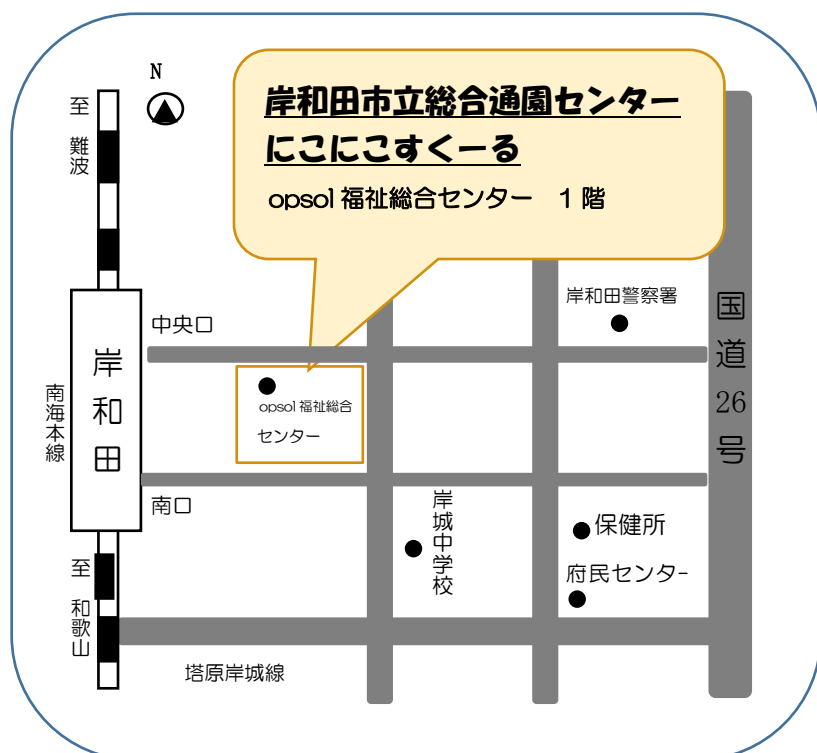 N
岸和田市立総合通園センター
にこにこすくーる
opsol 福祉総合センター　1 階
至　難波
中央口
岸和田警察署
国道26号
岸和田
南海本線
opsol 福祉総合
センター
南口
岸城中学校
保健所
府民センター
至　和歌山
塔原岸城線